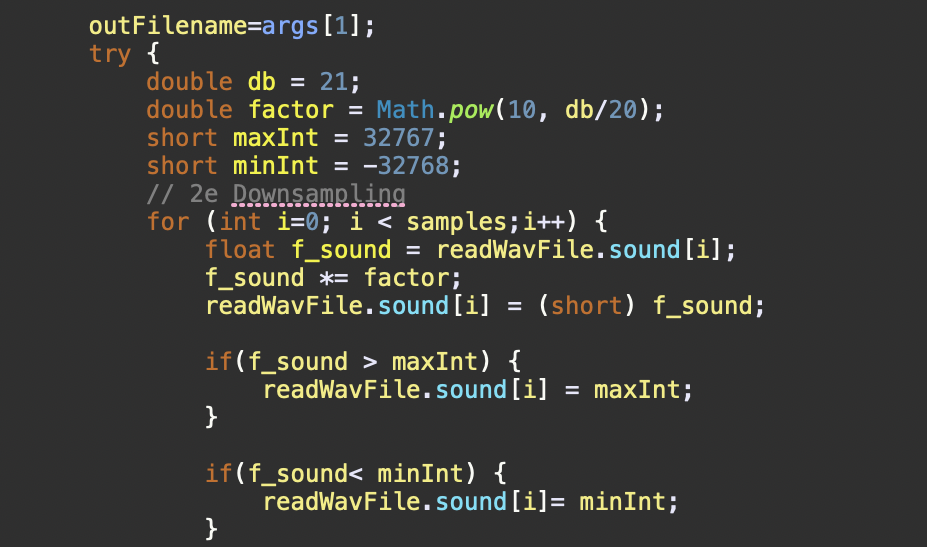 outFilename=args[1];
try {
double db = 21;
double factor = Math.pow(10, db/20);
short maxInt = 32767;
short minInt = -32768;
// 2e Downsampling
for (int i=0; i < samples;i++) {
float f_sound = readWavFile.sound[i];
f_sound *= factor;
readWavFile.sound[i] = (short) f_sound;
if(f_sound > maxInt) {
readWavFile.sound[i] = maxInt;
}
if(f_sound< minInt) {
readWavFile.sound[i]= minInt;
}